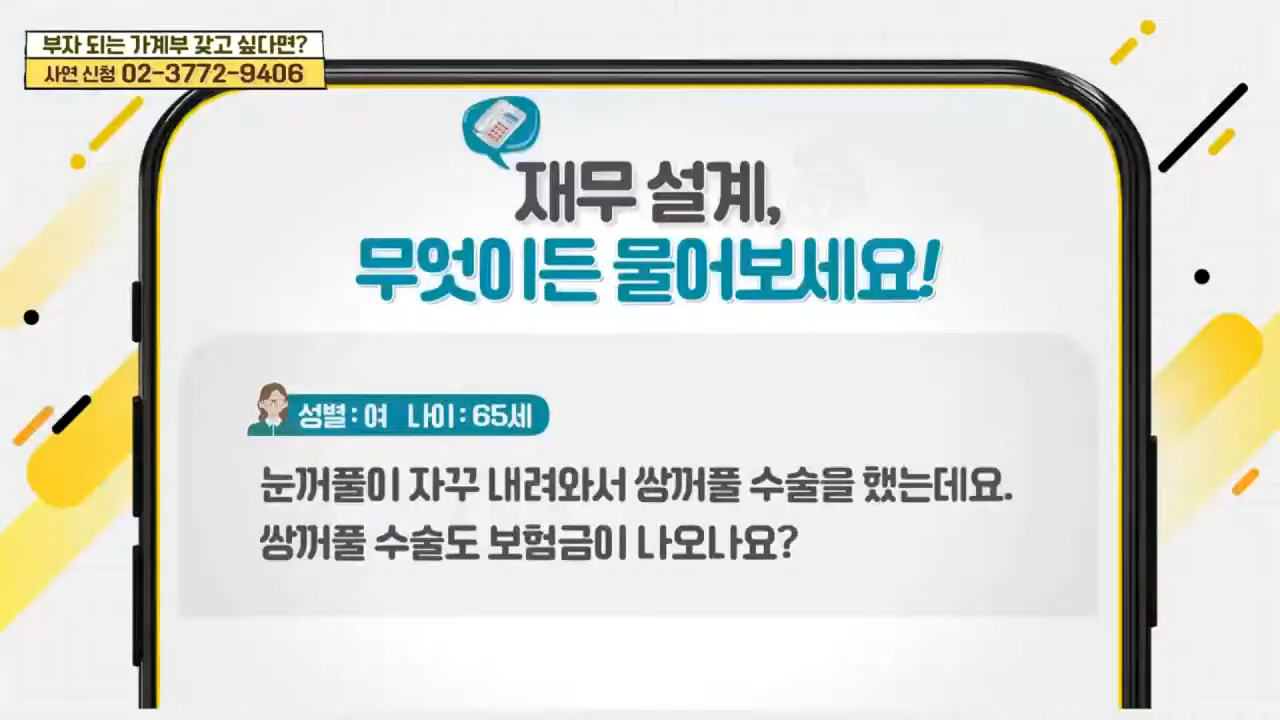 부자 되는 가계부 갖고 싶다면?
사연 신청 02-3772-9406
재무 설계,
무엇이든 물어보세요!
성별 : 여 나이 : 65세
눈꺼풀이 자꾸 내려와서 쌍꺼풀 수술을 했는데요.
쌍꺼풀 수술도 보험금이 나오나요?